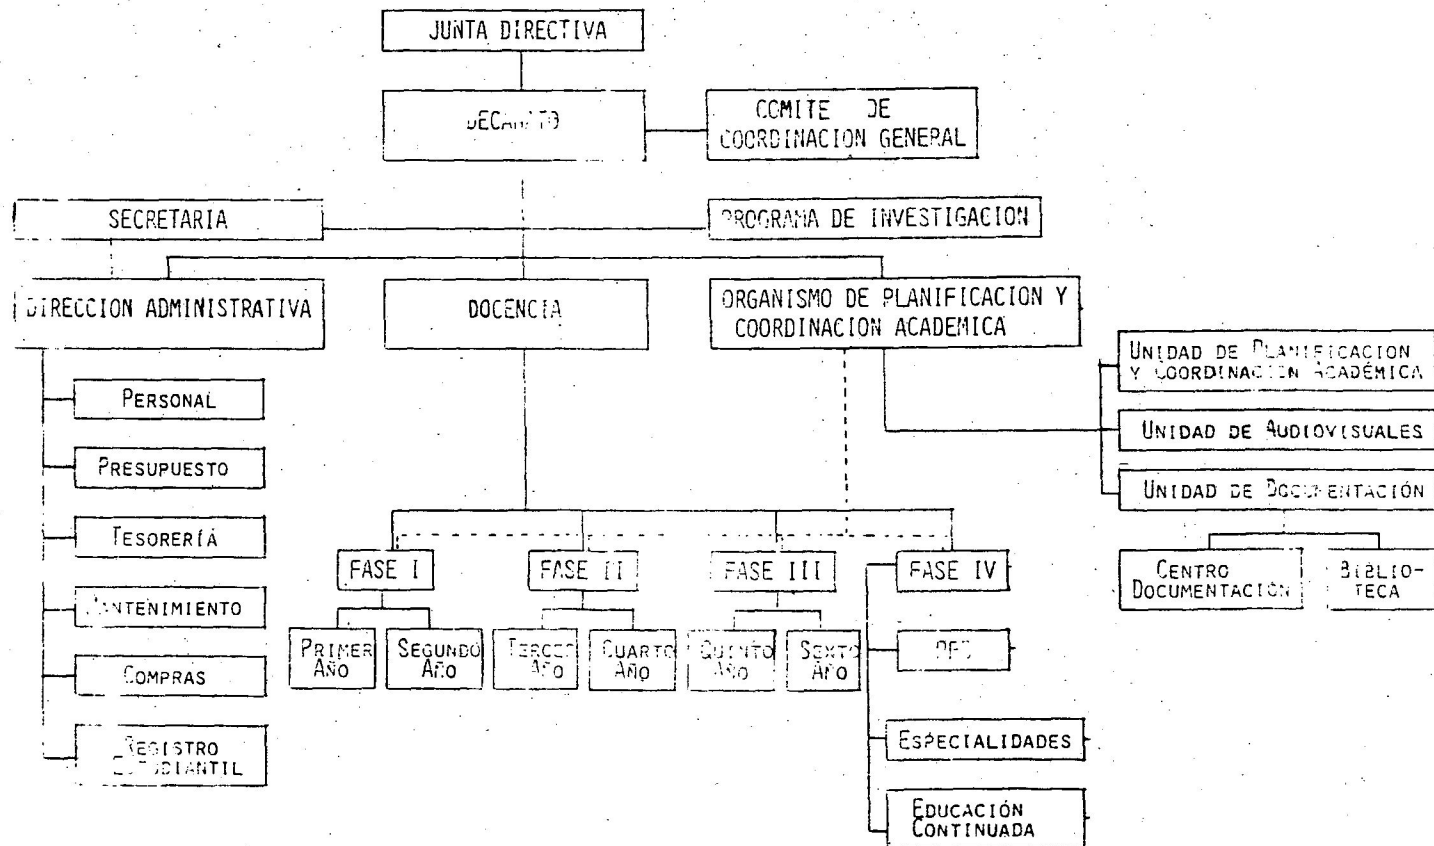 JUNTA DIRECTIVA
DECANATO
COMITE DE
COORDINACION GENERAL
SECRETARIA
PROGRAMA DE INVESTIGACION
DIRECCION ADMINISTRATIVA
DOCENCIA
ORGANISMO DE PLANIFICACION Y
COORDINACION ACADEMICA
UNIDAD DE PLANIFICACION
Y COORDINACION ACADÉMICA
PERSONAL
UNIDAD DE AUDIOVISUALES
PRESUPUESTO
UNIDAD DE DOCUMENTACIÓN
TESORERÍA
FASE I
FASE II
FASE III
FASE IV
CENTRO
DOCUMENTACIÓN
BIBLIO-
TECA
MANTENIMIENTO
PRIMER
AÑO
SEGUNDO
AÑO
TERCER
AÑO
CUARTO
AÑO
QUINTO
AÑO
SEXTO
AÑO
COMPRAS
REGISTRO
ESTUDIANTIL
ESPECIALIDADES
EDUCACIÓN
CONTINUADA